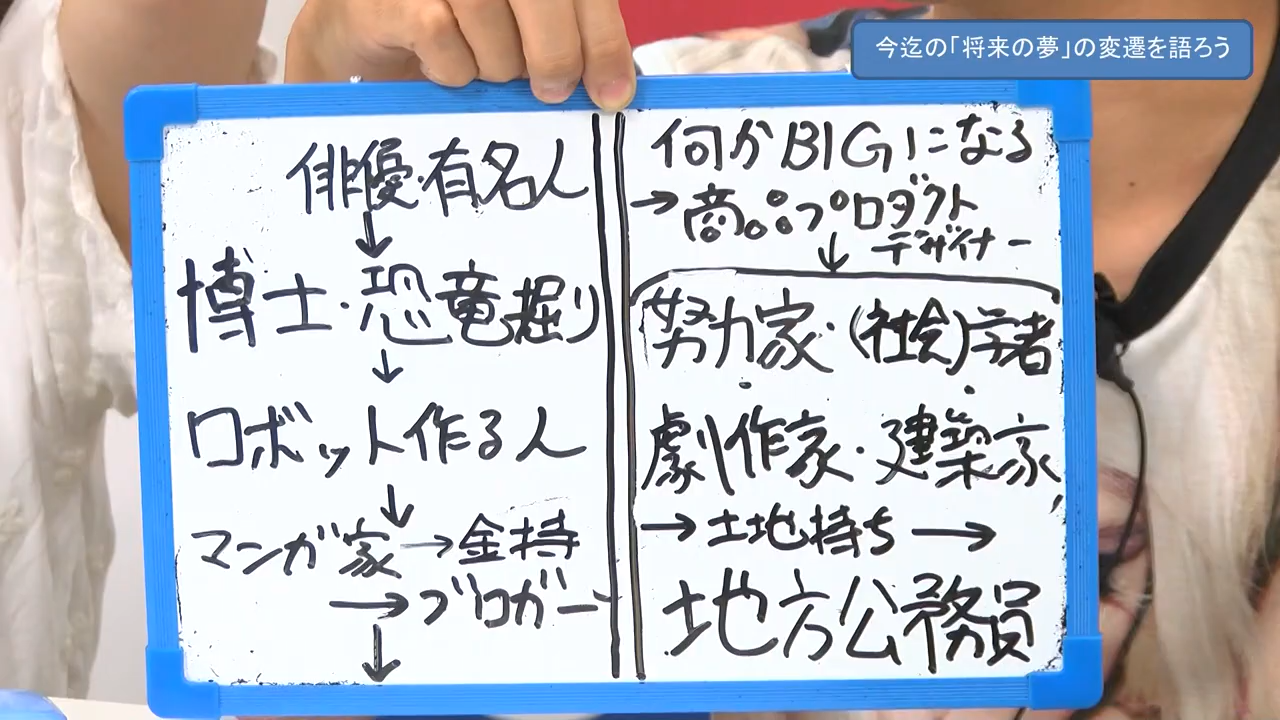 今迄の「将来の夢」の変遷を語ろう
俳優・有名人
↓
博士・恐竜掘り
↓
ロボット作る人
↓
マンガ家→金持
→ブロガー
↓
何かBIGになる
→商品プロダクト
デザイナー
↓
努力家・(社会)学者
・ ・
劇作家・建築家
→土地持ち→
地方公務員